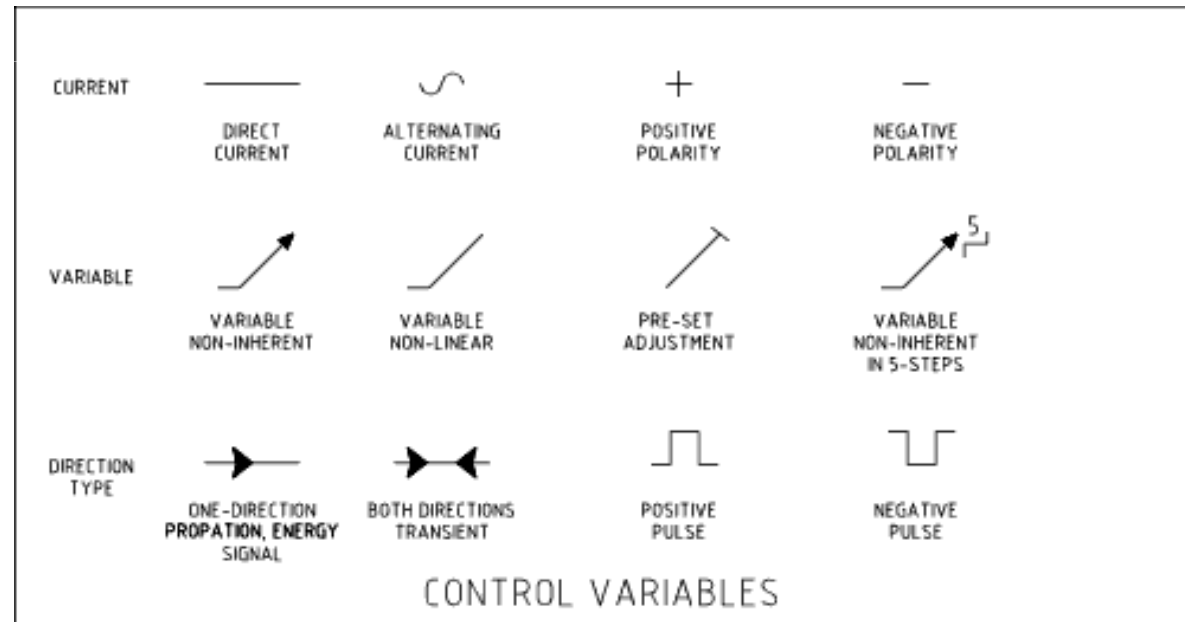 CURRENT
DIRECT
CURRENT
ALTERNATING
CURRENT
+
POSITIVE
POLARITY
−
NEGATIVE
POLARITY
VARIABLE
VARIABLE
NON-INHERENT
VARIABLE
NON-LINEAR
PRE-SET
ADJUSTMENT
5
VARIABLE
NON-INHERENT
IN 5-STEPS
DIRECTION
TYPE
ONE-DIRECTION
PROPATION, ENERGY
SIGNAL
BOTH DIRECTIONS
TRANSIENT
POSITIVE
PULSE
NEGATIVE
PULSE
CONTROL VARIABLES